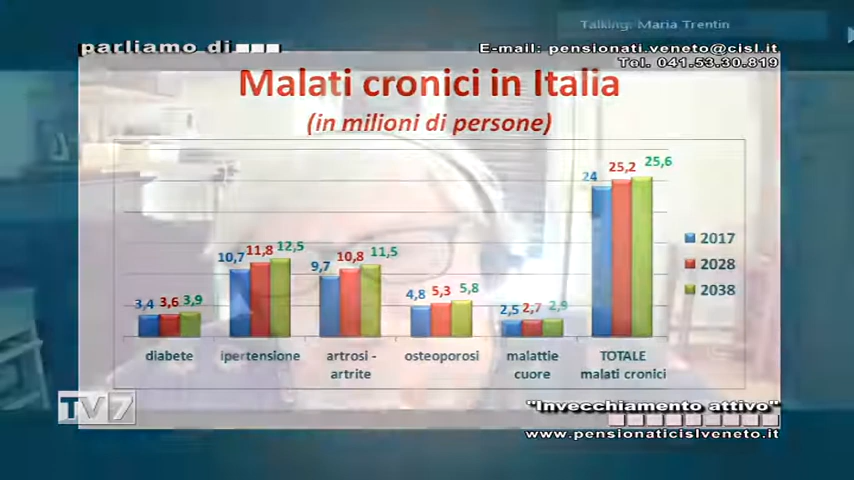 Talking: Maria Trentin
parliamo di
E-mail: pensionati.veneto@cisl.it
Tel. 041.53.30.819
Malati cronici in Italia
(in milioni di persone)
3,4 3,6 3,9
10,7 11,8 12,5
9,7 10,8 11,5
4,8 5,3 5,8
2,5 2,7 2,9
24 25,2 25,6
2017
2028
2038
diabete
ipertensione
artrosi -
artrite
osteoporosi
malattie
cuore
TOTALE
malati cronici
TV7
"Invecchiamento attivo"
www.pensionaticislveneto.it